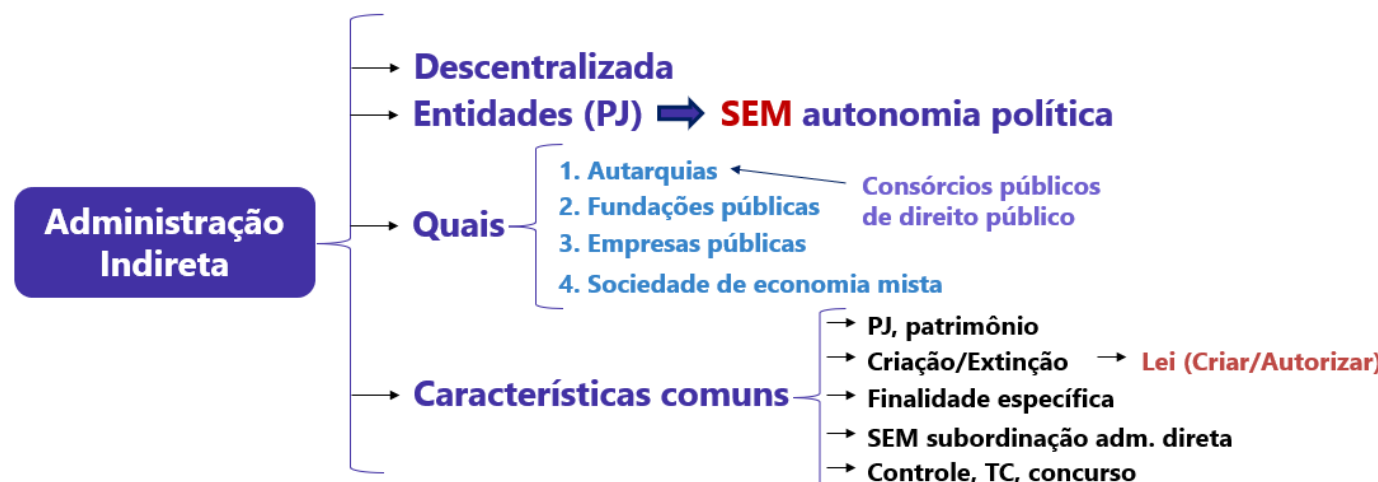 Administração
Indireta
Descentralizada
Entidades (PJ) SEM autonomia política
Quais
1. Autarquias
2. Fundações públicas
3. Empresas públicas
4. Sociedade de economia mista
Consórcios públicos
de direito público
Características comuns
PJ, patrimônio
Criação/Extinção Lei (Criar/Autorizar)
Finalidade específica
SEM subordinação adm. direta
Controle, TC, concurso